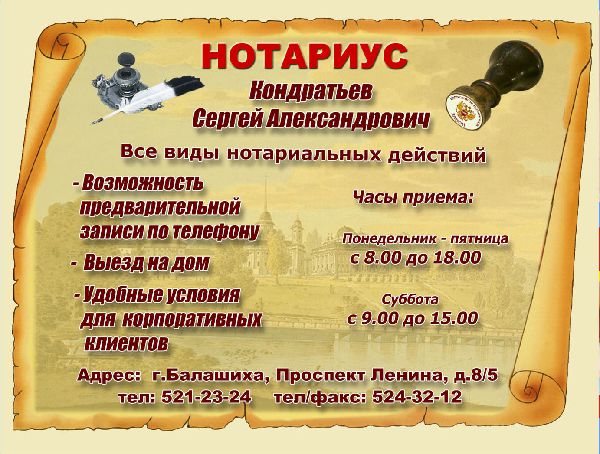 НОТАРИУС
Кондратьев
Сергей Александрович
Все виды нотариальных действий
- Возможность
предварительной
записи по телефону
- Выезд на дом
- Удобные условия
для корпоративных
клиентов
Часы приема:
Понедельник - пятница
с 8.00 до 18.00
Суббота
с 9.00 до 15.00
Адрес: г.Балашиха, Проспект Ленина, д.8/5
тел: 521-23-24 тел/факс: 524-32-12